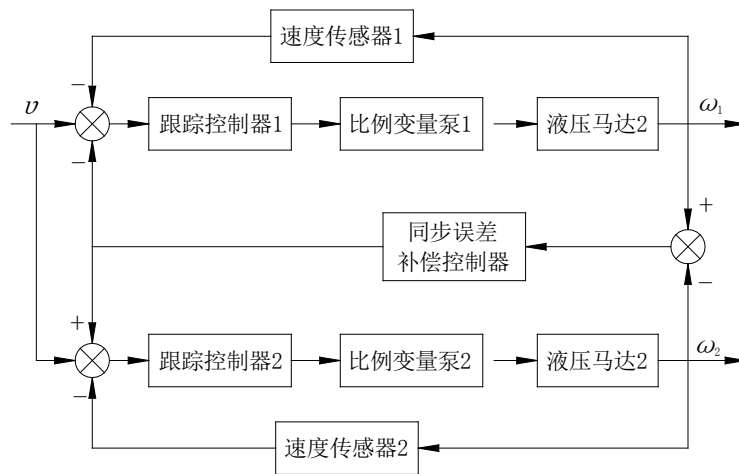 速度传感器1
−
υ
跟踪控制器1
比例变量泵1
液压马达2
ω₁
−
+
同步误差
补偿控制器
−
+
跟踪控制器2
比例变量泵2
液压马达2
ω₂
−
速度传感器2